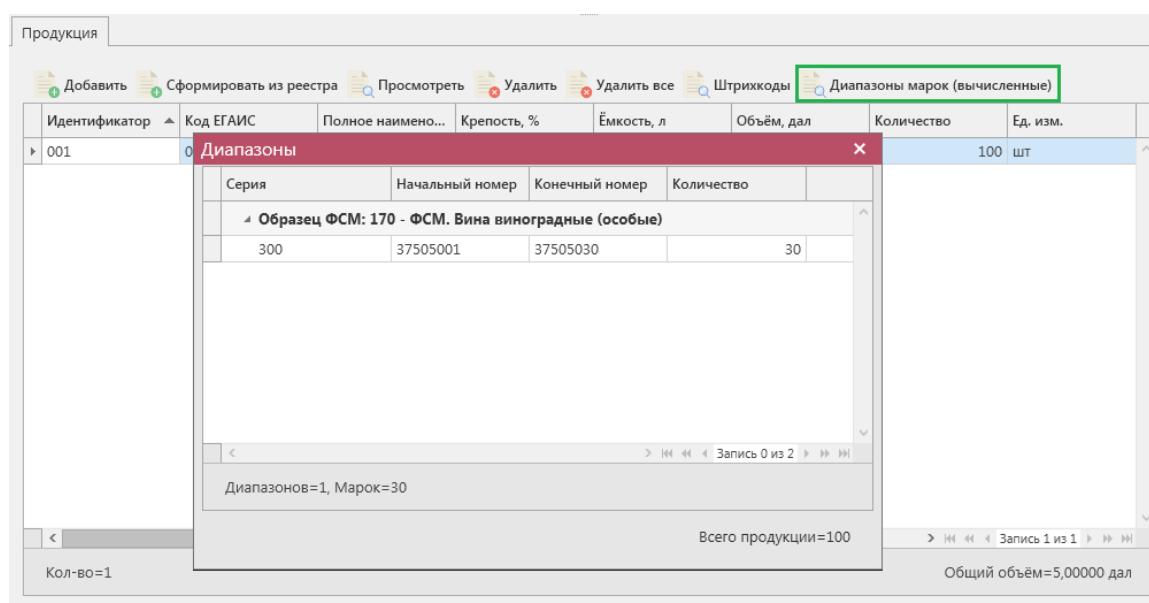 Продукция
Добавить Сформировать из реестра Просмотреть Удалить Удалить все Штрихкоды Диапазоны марок (вычисленные)
Идентификатор Код ЕГАИС Полное наимено... Крепость, % Ёмкость, л Объём, дал Количество Ед. изм.
001 0 100 шт
Диапазоны
Серия Начальный номер Конечный номер Количество
Образец ФСМ: 170 - ФСМ. Вина виноградные (особые)
300 37505001 37505030 30
Запись 0 из 2
Диапазонов=1, Марок=30
Всего продукции=100
Запись 1 из 1
Кол-во=1 Общий объём=5,00000 дал